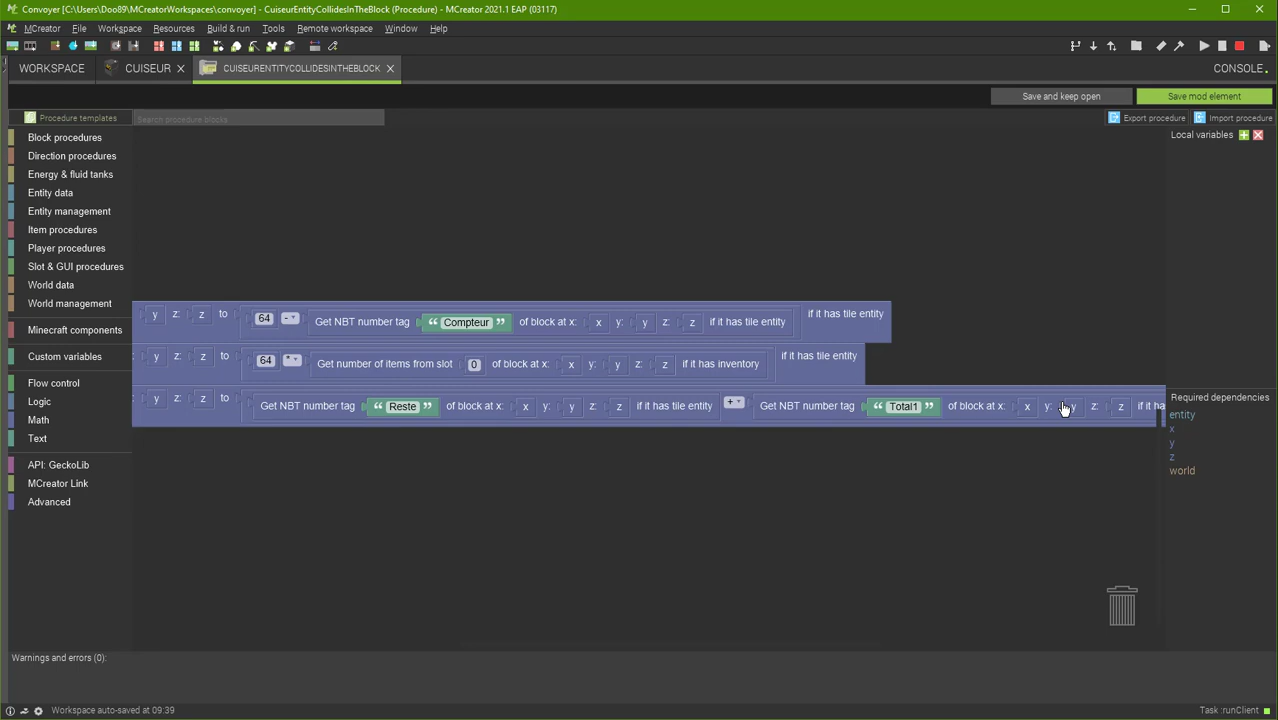 Convoyer [C:\Users\Doo89\MCreatorWorkspaces\convoyer] - CuiseurEntityCollidesInTheBlock (Procedure) - MCreator 2021.1 EAP (03117)
MCreator File Workspace Resources Build & run Tools Remote workspace Window Help
WORKSPACE CUISEUR CUISEURENTITYCOLLIDESINTHEBLOCK CONSOLE
Save and keep open Save mod element
Procedure templates Search procedure blocks Export procedure Import procedure
Local variables
Block procedures
Direction procedures
Energy & fluid tanks
Entity data
Entity management
Item procedures
Player procedures
Slot & GUI procedures
World data
World management
Minecraft components
Custom variables
Flow control
Logic
Math
Text
API: GeckoLib
MCreator Link
Advanced
y z: z to 64 - Get NBT number tag “ Compteur ” of block at x: x y: y z: z if it has tile entity if it has tile entity
y z: z to 64 * Get number of items from slot 0 of block at x: x y: y z: z if it has inventory if it has tile entity
y z: z to Get NBT number tag “ Reste ” of block at x: x y: y z: z if it has tile entity + Get NBT number tag “ Total1 ” of block at x: x y: y z: z if it ha
Required dependencies
entity
x
y
z
world
Warnings and errors (0):
Workspace auto-saved at 09:39 Task :runClient